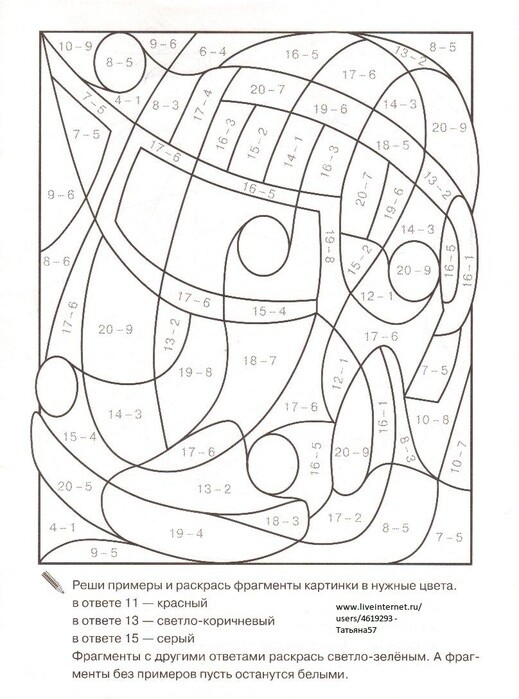 10 – 9 9 – 6 6 – 4 16 – 5 17 – 6 13 – 2 8 – 5
8 – 5
7 – 5 4 – 1 8 – 3 17 – 4 20 – 7 19 – 6 14 – 3 20 – 9
7 – 5 17 – 6 16 – 3 15 – 2 14 – 1 16 – 3 18 – 5
9 – 6 16 – 5 20 – 7 19 – 6 13 – 2
8 – 6 19 – 8 15 – 2 14 – 3 16 – 5 16 – 1
20 – 9
17 – 6 15 – 4 12 – 1
17 – 6 20 – 9 13 – 2 17 – 6
19 – 8 18 – 7 12 – 1 7 – 5
14 – 3 17 – 6 16 – 1 10 – 8
15 – 4 17 – 6 16 – 5 20 – 9 8 – 3 10 – 7
20 – 5 13 – 2
4 – 1 19 – 4 18 – 3 17 – 2 8 – 5 7 – 5
9 – 5
Реши примеры и раскрась фрагменты картинки в нужные цвета.
в ответе 11 — красный
в ответе 13 — светло-коричневый
в ответе 15 — серый
www.liveinternet.ru/
users/4619293 -
Татьяна57
Фрагменты с другими ответами раскрась светло-зелёным. А фраг-
менты без примеров пусть останутся белыми.